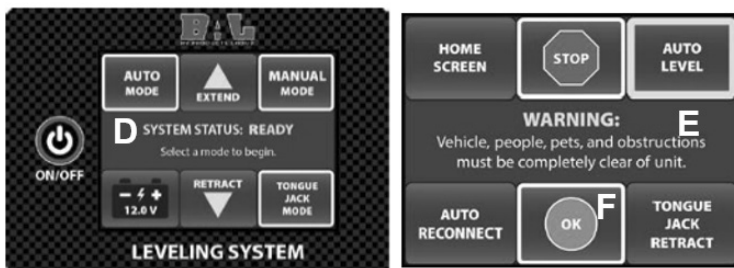 AUTO
MODE
EXTEND
MANUAL
MODE
D
SYSTEM STATUS: READY
Select a mode to begin.
ON/OFF
12.0 V
RETRACT
TONGUE
JACK
MODE
LEVELING SYSTEM
HOME
SCREEN
STOP
AUTO
LEVEL
WARNING:
E
Vehicle, people, pets, and obstructions
must be completely clear of unit.
AUTO
RECONNECT
OK
F
TONGUE
JACK
RETRACT